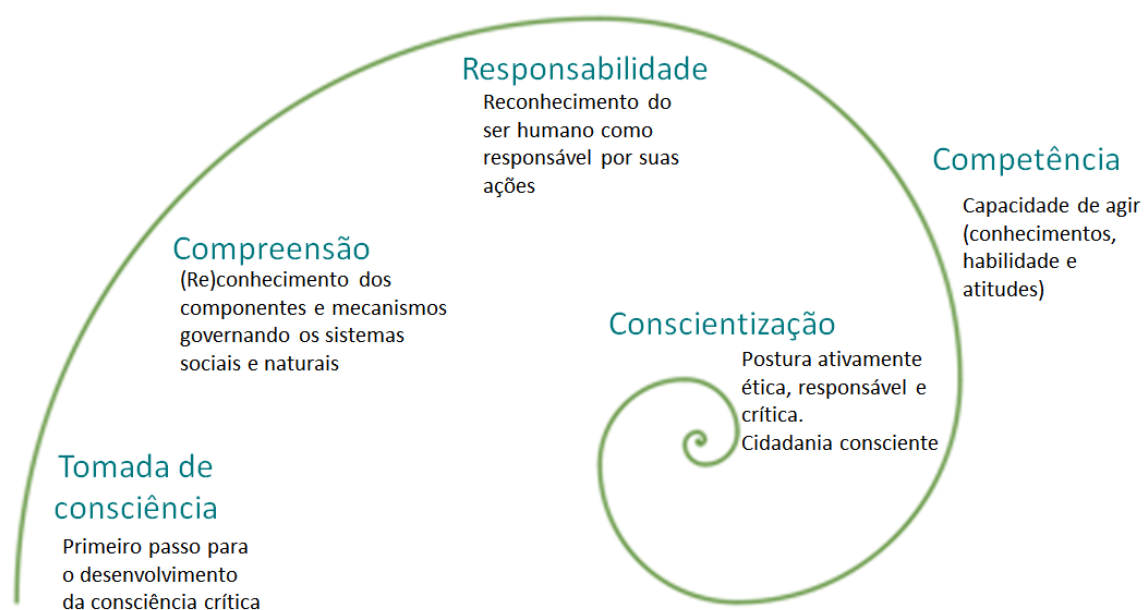 Tomada de
consciência
Primeiro passo para
o desenvolvimento
da consciência crítica
Compreensão
(Re)conhecimento dos
componentes e mecanismos
governando os sistemas
sociais e naturais
Responsabilidade
Reconhecimento do
ser humano como
responsável por suas
ações
Competência
Capacidade de agir
(conhecimentos,
habilidade e
atitudes)
Conscientização
Postura ativamente
ética, responsável e
crítica.
Cidadania consciente